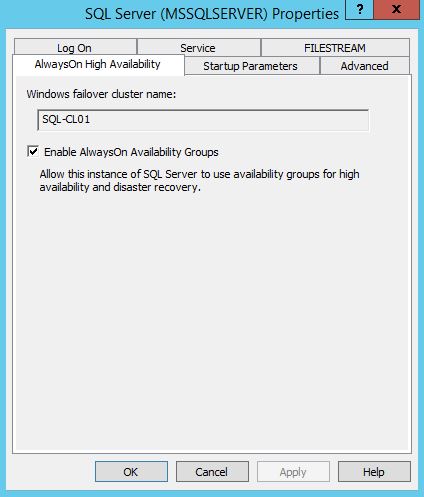 SQL Server (MSSQLSERVER) Properties
? x
Log On Service FILESTREAM
AlwaysOn High Availability Startup Parameters Advanced
Windows failover cluster name:
SQL-CL01
Enable AlwaysOn Availability Groups
Allow this instance of SQL Server to use availability groups for high
availability and disaster recovery.
OK Cancel Apply Help